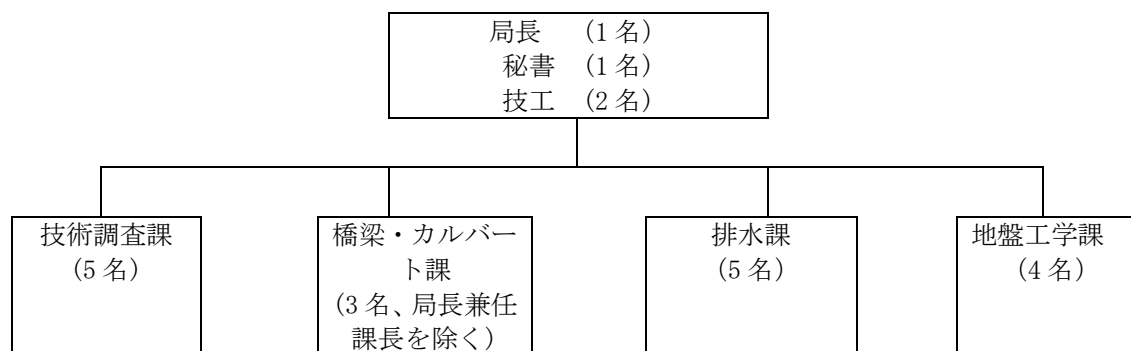 局長 (1名)
秘書 (1名)
技工 (2名)
技術調査課
(5名)
橋梁・カルバー
ト課
(3名、局長兼任
課長を除く)
排水課
(5名)
地盤工学課
(4名)